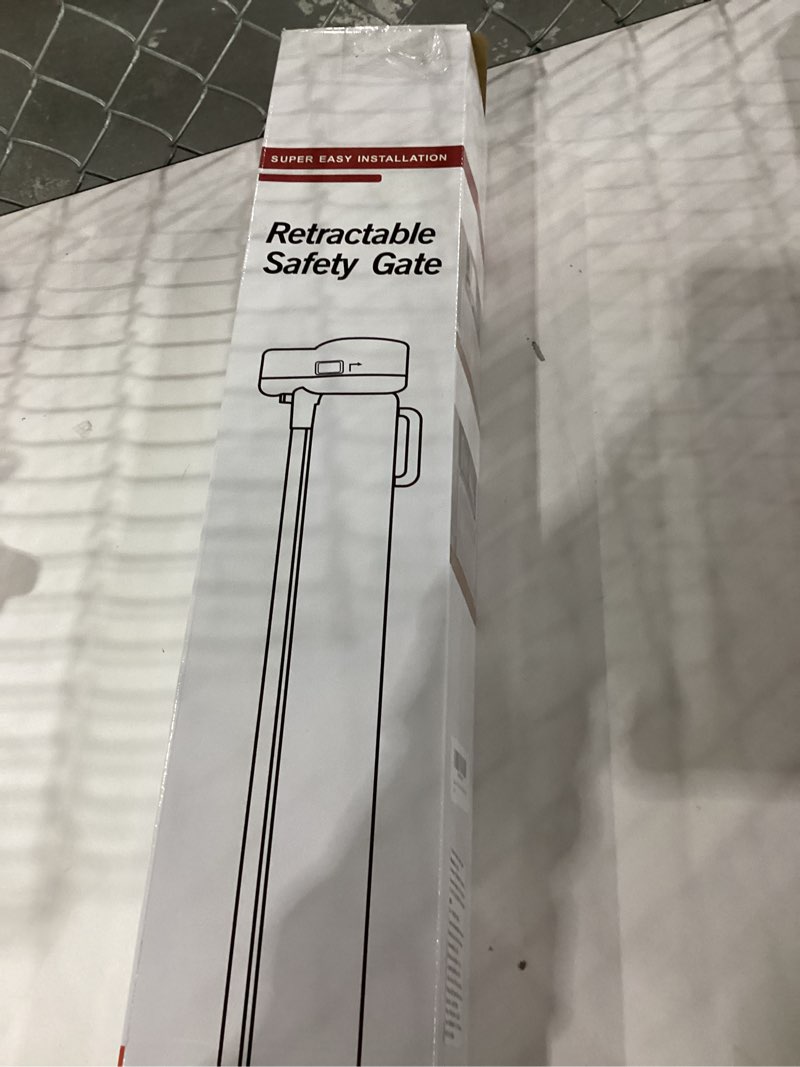 SUPER EASY INSTALLATION
Retractable
Safety Gate